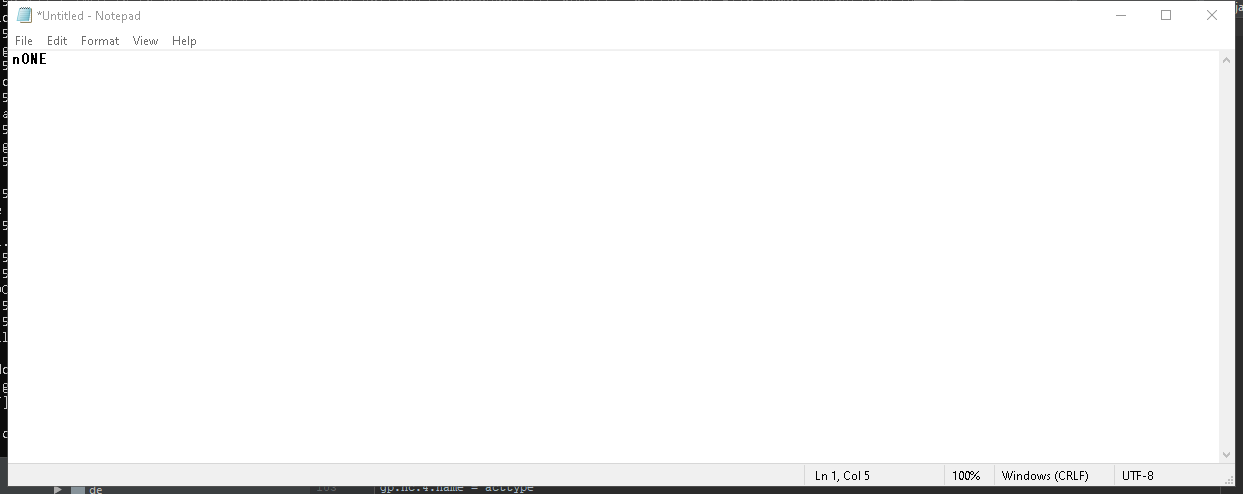 *Untitled - Notepad
File Edit Format View Help
nONE
Ln 1, Col 5 100% Windows (CRLF) UTF-8
de
gp.nc.4.name = acctype